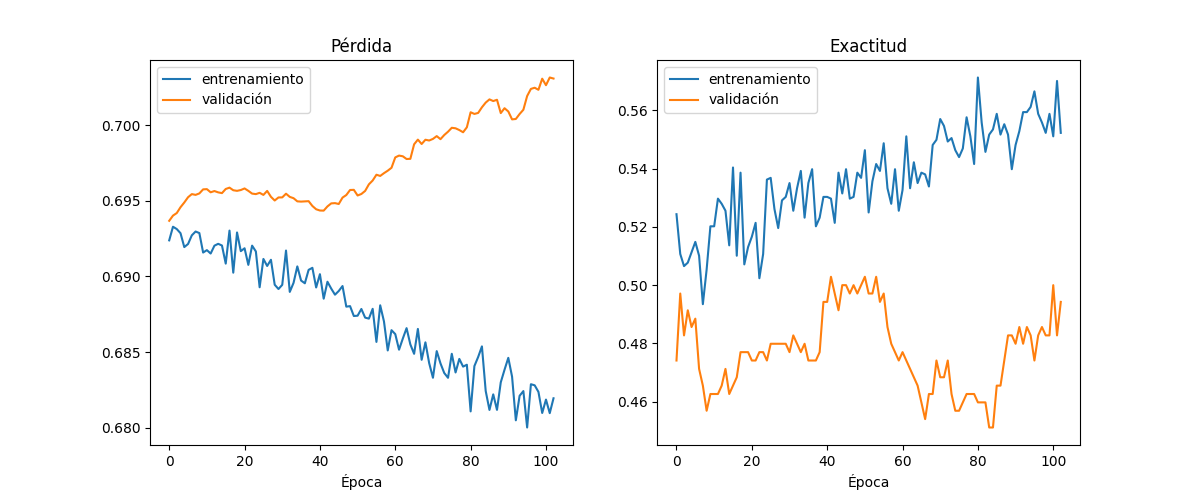 Pérdida
entrenamiento
validación
0.700
0.695
0.690
0.685
0.680
0 20 40 60 80 100
Época
Exactitud
entrenamiento
validación
0.56
0.54
0.52
0.50
0.48
0.46
0 20 40 60 80 100
Época